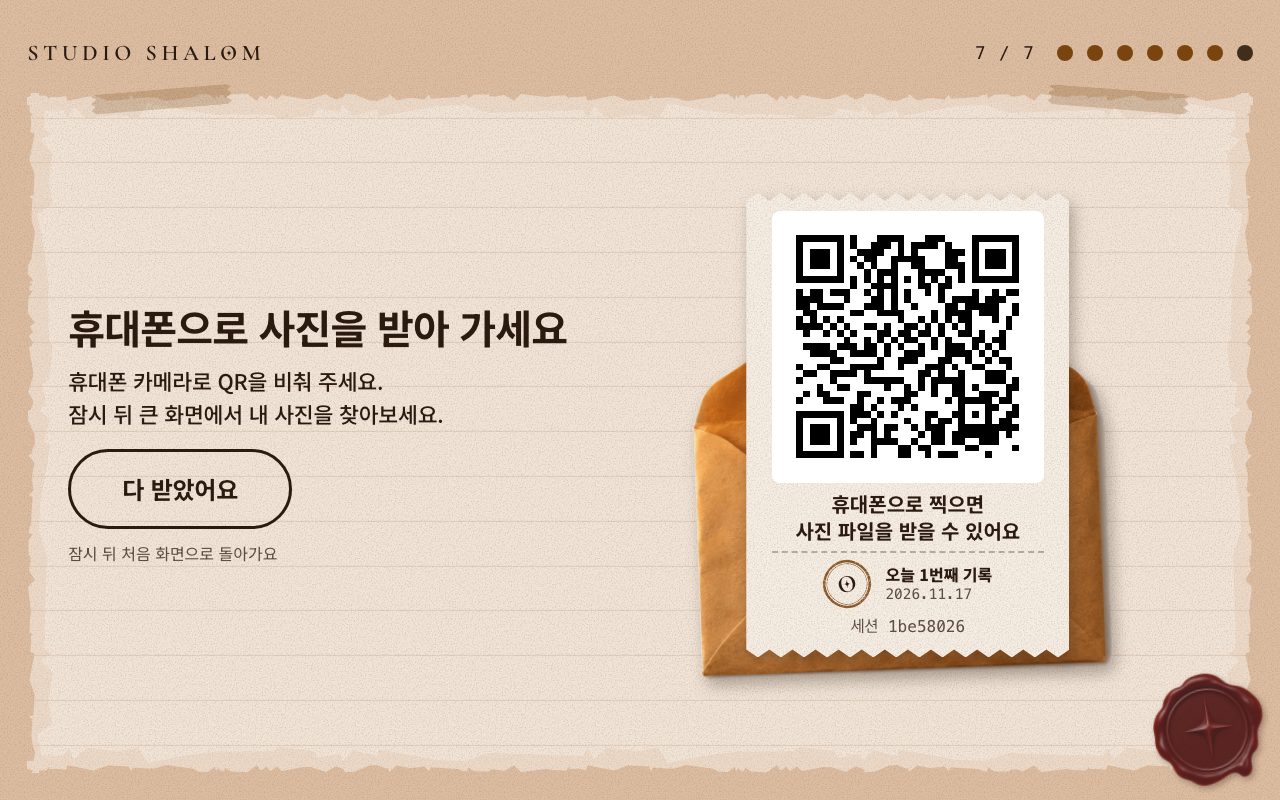 STUDIO SHALOM
7 / 7
휴대폰으로 사진을 받아 가세요
휴대폰 카메라로 QR을 비춰 주세요.
잠시 뒤 큰 화면에서 내 사진을 찾아보세요.
다 받았어요
잠시 뒤 처음 화면으로 돌아가요
휴대폰으로 찍으면
사진 파일을 받을 수 있어요
오늘 1번째 기록
2026.11.17
세션 1be58026